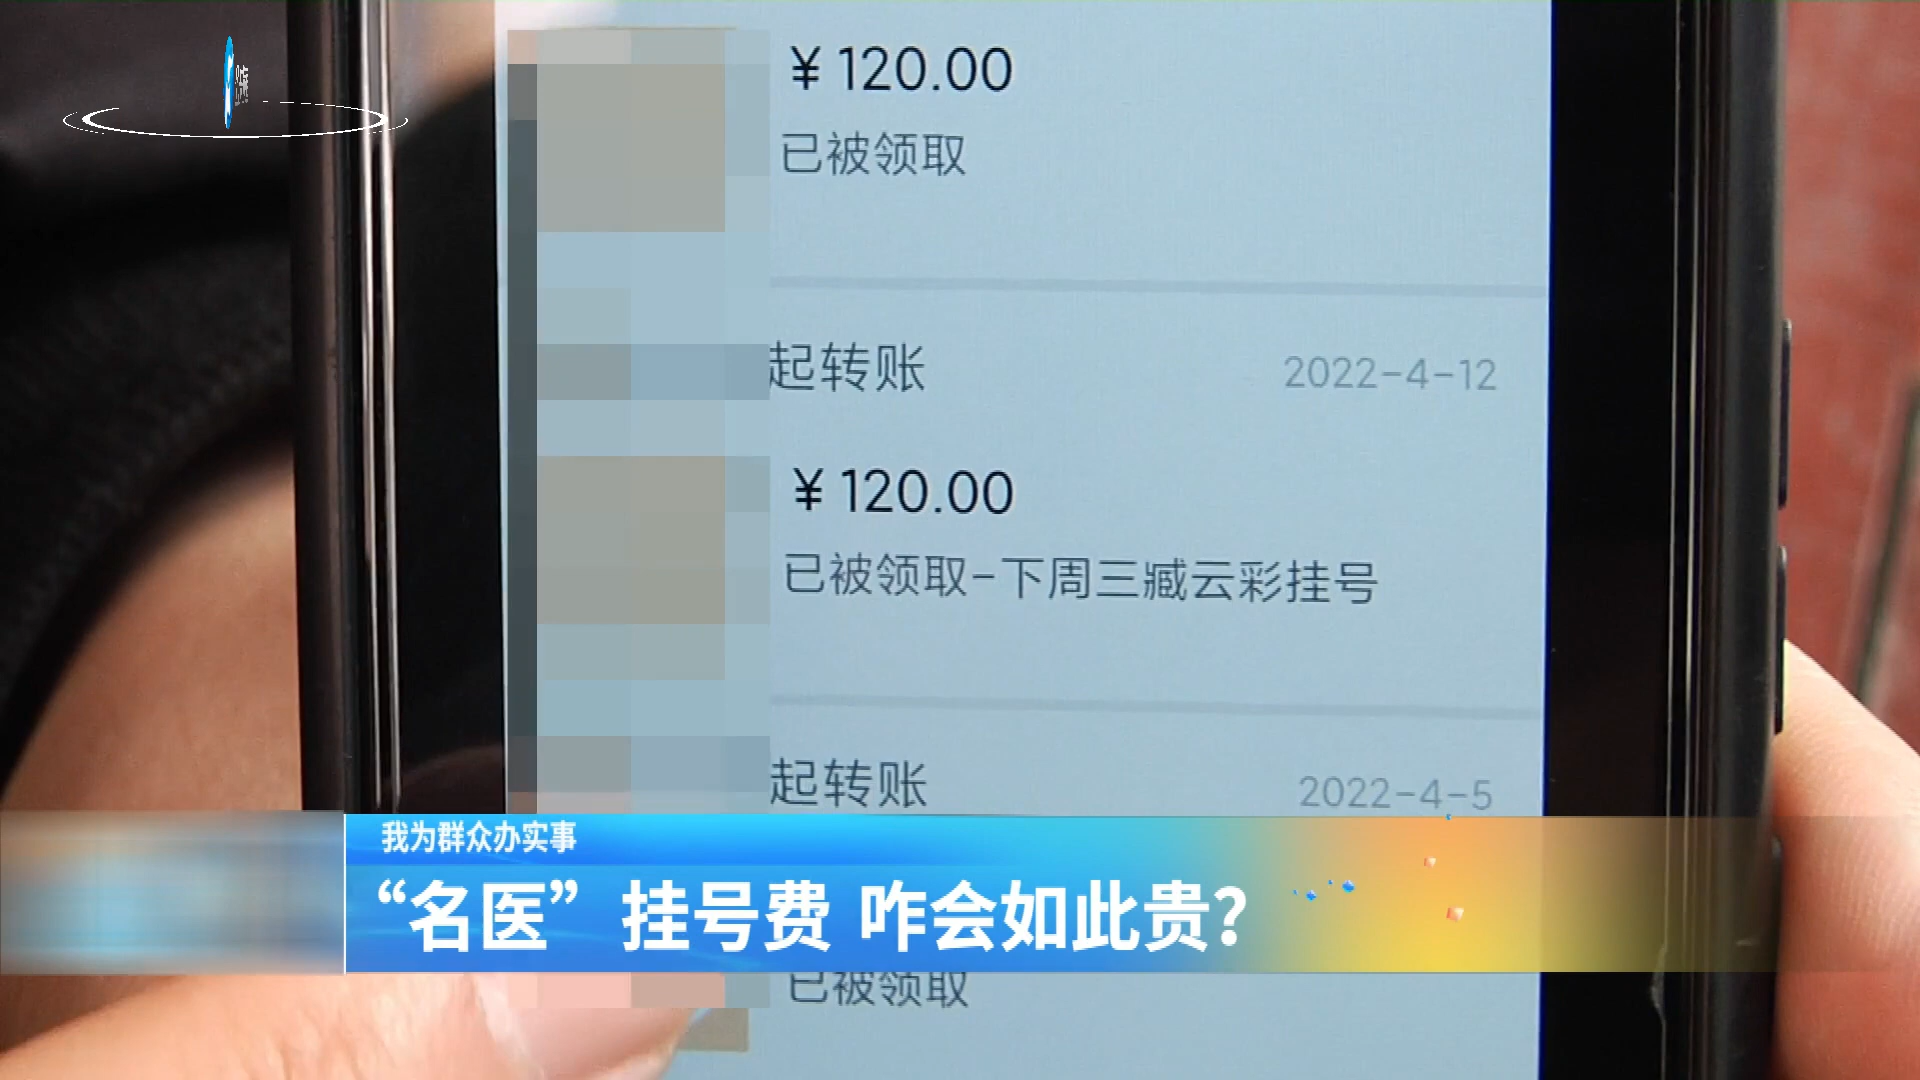 ¥120.00
已被领取
起转账 2022-4-12
¥120.00
已被领取-下周三臧云彩挂号
起转账 2022-4-5
我为群众办实事
“名医”挂号费 咋会如此贵?
已被领取